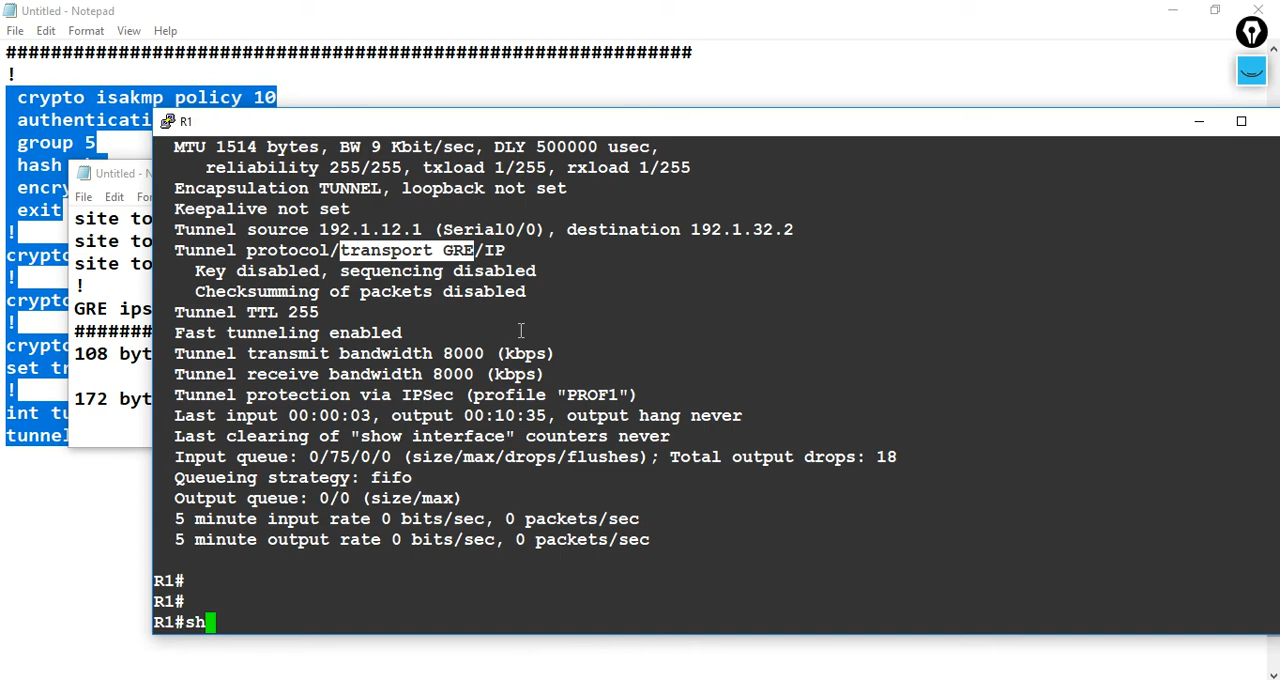 Untitled - Notepad
File Edit Format View Help
#############################################################
!
crypto isakmp policy 10
authenticati
group 5
hash
encry
exit
!
crypto
!
crypto
!
crypto
set tr
!
int tu
tunnel
Untitled - N
File Edit For
site to
site to
site to
!
GRE ips
#######
108 byt
172 byt
R1
MTU 1514 bytes, BW 9 Kbit/sec, DLY 500000 usec,
reliability 255/255, txload 1/255, rxload 1/255
Encapsulation TUNNEL, loopback not set
Keepalive not set
Tunnel source 192.1.12.1 (Serial0/0), destination 192.1.32.2
Tunnel protocol/transport GRE/IP
Key disabled, sequencing disabled
Checksumming of packets disabled
Tunnel TTL 255
Fast tunneling enabled
Tunnel transmit bandwidth 8000 (kbps)
Tunnel receive bandwidth 8000 (kbps)
Tunnel protection via IPSec (profile "PROF1")
Last input 00:00:03, output 00:10:35, output hang never
Last clearing of "show interface" counters never
Input queue: 0/75/0/0 (size/max/drops/flushes); Total output drops: 18
Queueing strategy: fifo
Output queue: 0/0 (size/max)
5 minute input rate 0 bits/sec, 0 packets/sec
5 minute output rate 0 bits/sec, 0 packets/sec
R1#
R1#
R1#sh